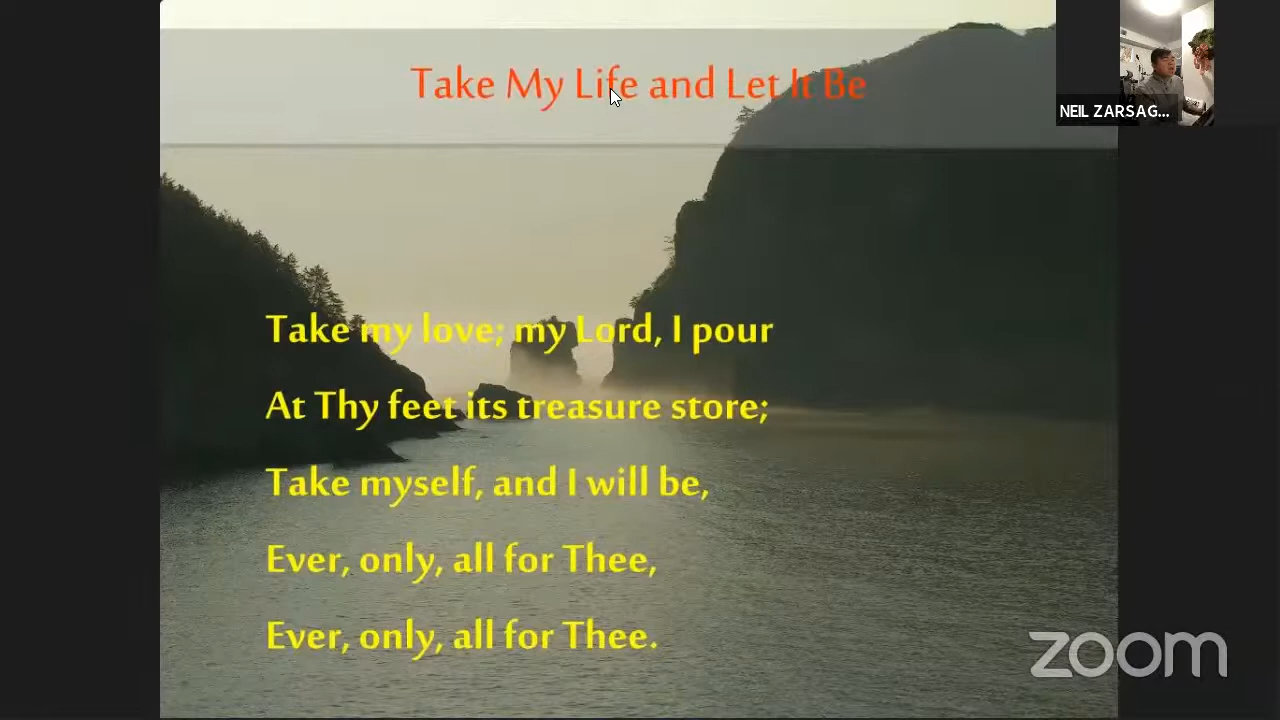 Take My Life and Let It Be
NEIL ZARSAG...
Take my love; my Lord, I pour
At Thy feet its treasure store;
Take myself, and I will be,
Ever, only, all for Thee,
Ever, only, all for Thee.
zoom